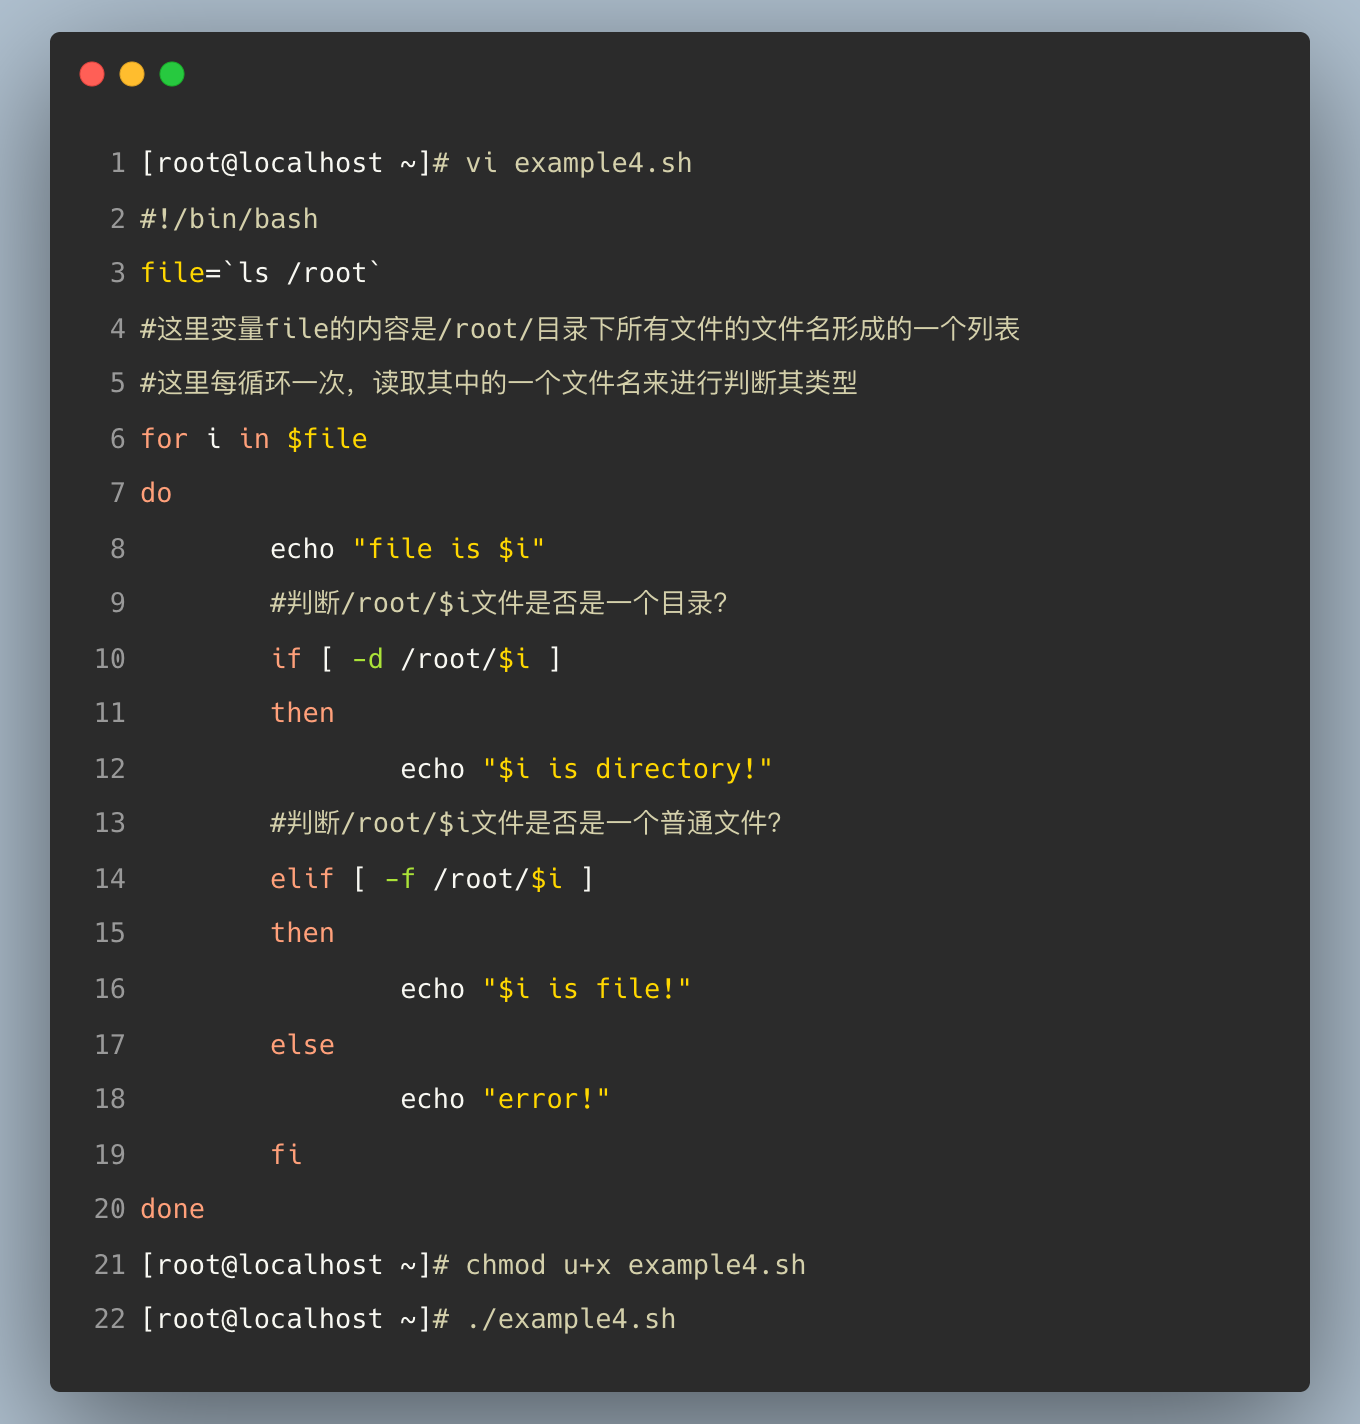 1 [root@localhost ~]# vi example4.sh
2 #!/bin/bash
3 file=`ls /root`
4 #这里变量file的内容是/root/目录下所有文件的文件名形成的一个列表
5 #这里每循环一次，读取其中的一个文件名来进行判断其类型
6 for i in $file
7 do
8         echo "file is $i"
9         #判断/root/$i文件是否是一个目录？
10         if [ -d /root/$i ]
11         then
12                 echo "$i is directory!"
13         #判断/root/$i文件是否是一个普通文件？
14         elif [ -f /root/$i ]
15         then
16                 echo "$i is file!"
17         else
18                 echo "error!"
19         fi
20 done
21 [root@localhost ~]# chmod u+x example4.sh
22 [root@localhost ~]# ./example4.sh